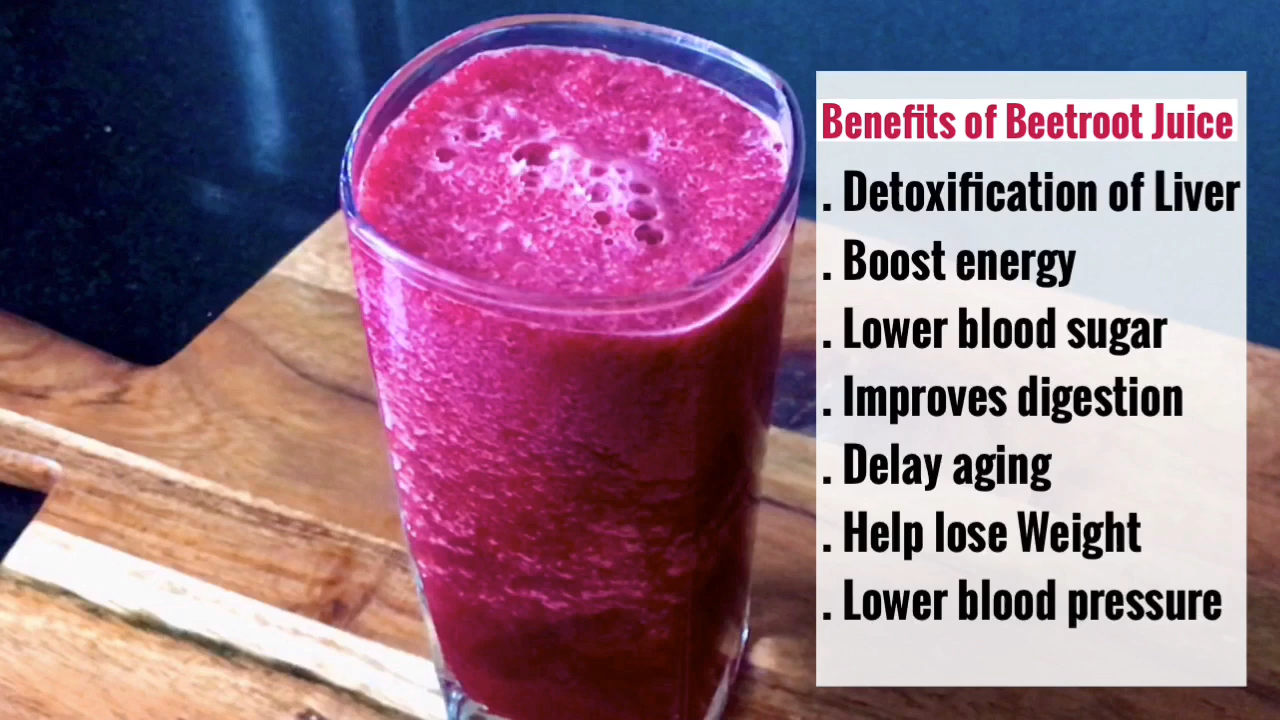 Benefits of Beetroot Juice
. Detoxification of Liver
. Boost energy
. Lower blood sugar
. Improves digestion
. Delay aging
. Help lose Weight
. Lower blood pressure